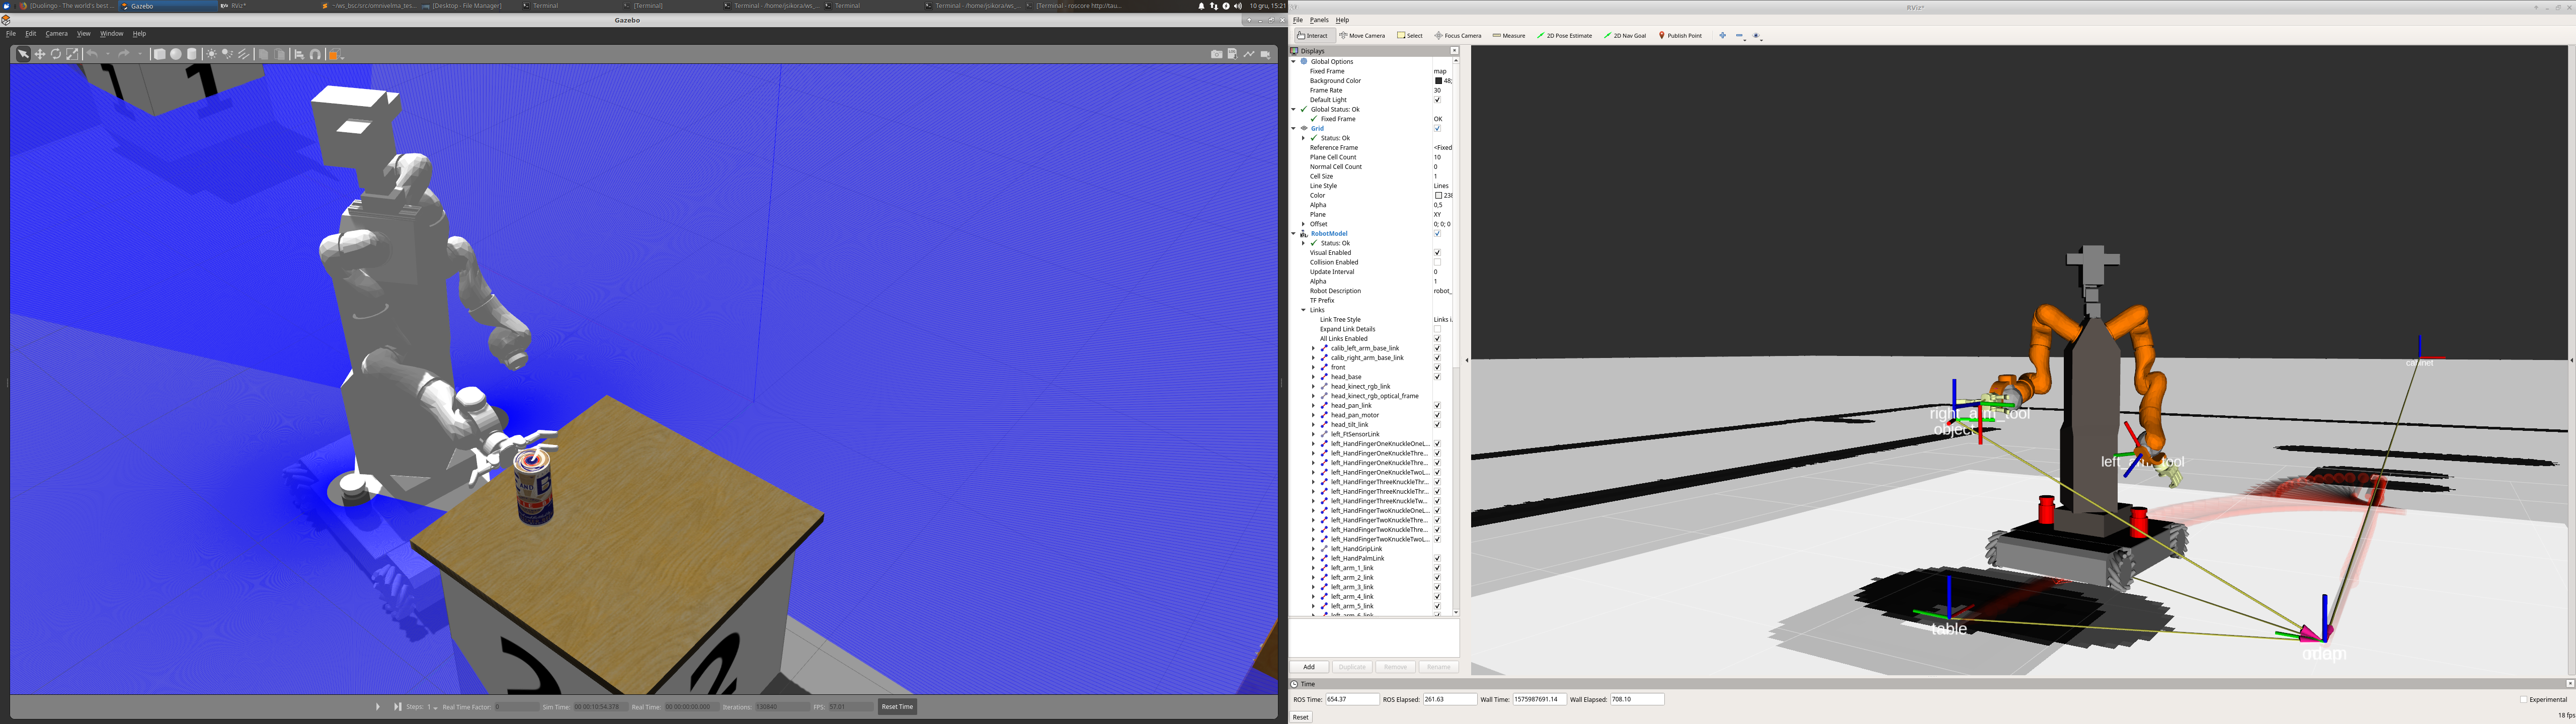 [Duolingo - The world's best ...
Gazebo
RViz*
~/ws_bsc/src/omnivelma_tes...
[Desktop - File Manager]
Terminal
[Terminal]
Terminal - /home/jsikora/ws_...
Terminal
Terminal - /home/jsikora/ws_...
[Terminal - roscore http://tau...
10 gru, 15:21
Gazebo
File Edit Camera View Window Help
1 1
AND
3 2
Steps: 1 Real Time Factor: 0 Sim Time: 00 00:10:54.378 Real Time: 00 00:00:00.000 Iterations: 130640 FPS: 57.01 Reset Time
RViz*
File Panels Help
Interact Move Camera Select Focus Camera Measure 2D Pose Estimate 2D Nav Goal Publish Point
Displays
Global Options
Fixed Frame map
Background Color 48;
Frame Rate 30
Default Light
Global Status: Ok
Fixed Frame OK
Grid
Status: Ok
Reference Frame <Fixed
Plane Cell Count 10
Normal Cell Count 0
Cell Size 1
Line Style Lines
Color 238
Alpha 0,5
Plane XY
Offset 0; 0; 0
RobotModel
Status: Ok
Visual Enabled
Collision Enabled
Update Interval 0
Alpha 1
Robot Description robot_
TF Prefix
Links
Link Tree Style Links i
Expand Link Details
All Links Enabled
calib_left_arm_base_link
calib_right_arm_base_link
front
head_base
head_kinect_rgb_link
head_kinect_rgb_optical_frame
head_pan_link
head_pan_motor
head_tilt_link
left_FtSensorLink
left_HandFingerOneKnuckleOneL...
left_HandFingerOneKnuckleThre...
left_HandFingerOneKnuckleThre...
left_HandFingerOneKnuckleTwoL...
left_HandFingerThreeKnuckleThr...
left_HandFingerThreeKnuckleThr...
left_HandFingerThreeKnuckleTw...
left_HandFingerTwoKnuckleOneL...
left_HandFingerTwoKnuckleThre...
left_HandFingerTwoKnuckleThre...
left_HandFingerTwoKnuckleTwoL...
left_HandGripLink
left_HandPalmLink
left_arm_1_link
left_arm_2_link
left_arm_3_link
left_arm_4_link
left_arm_5_link
Add Duplicate Remove Rename
right_arm_tool
object
left_arm_tool
cabinet
table
Time
ROS Time: 654.37 ROS Elapsed: 261.63 Wall Time: 1575987691.14 Wall Elapsed: 708.10 Experimental
Reset 18 fps